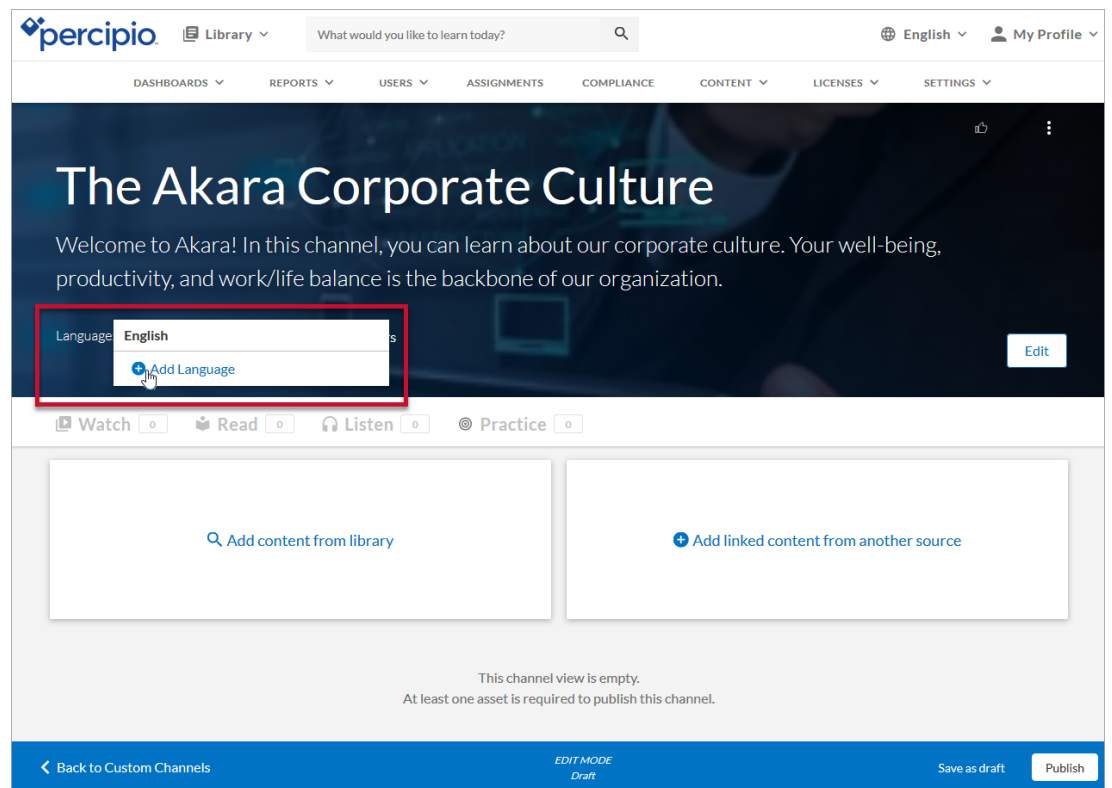 percipio
Library
What would you like to learn today?
English
My Profile
DASHBOARDS REPORTS USERS ASSIGNMENTS COMPLIANCE CONTENT LICENSES SETTINGS
The Akara Corporate Culture
Welcome to Akara! In this channel, you can learn about our corporate culture. Your well-being,
productivity, and work/life balance is the backbone of our organization.
Language
English
Add Language
Edit
Watch 0 Read 0 Listen 0 Practice 0
Add content from library
Add linked content from another source
This channel view is empty.
At least one asset is required to publish this channel.
Back to Custom Channels
EDIT MODE
Draft
Save as draft
Publish